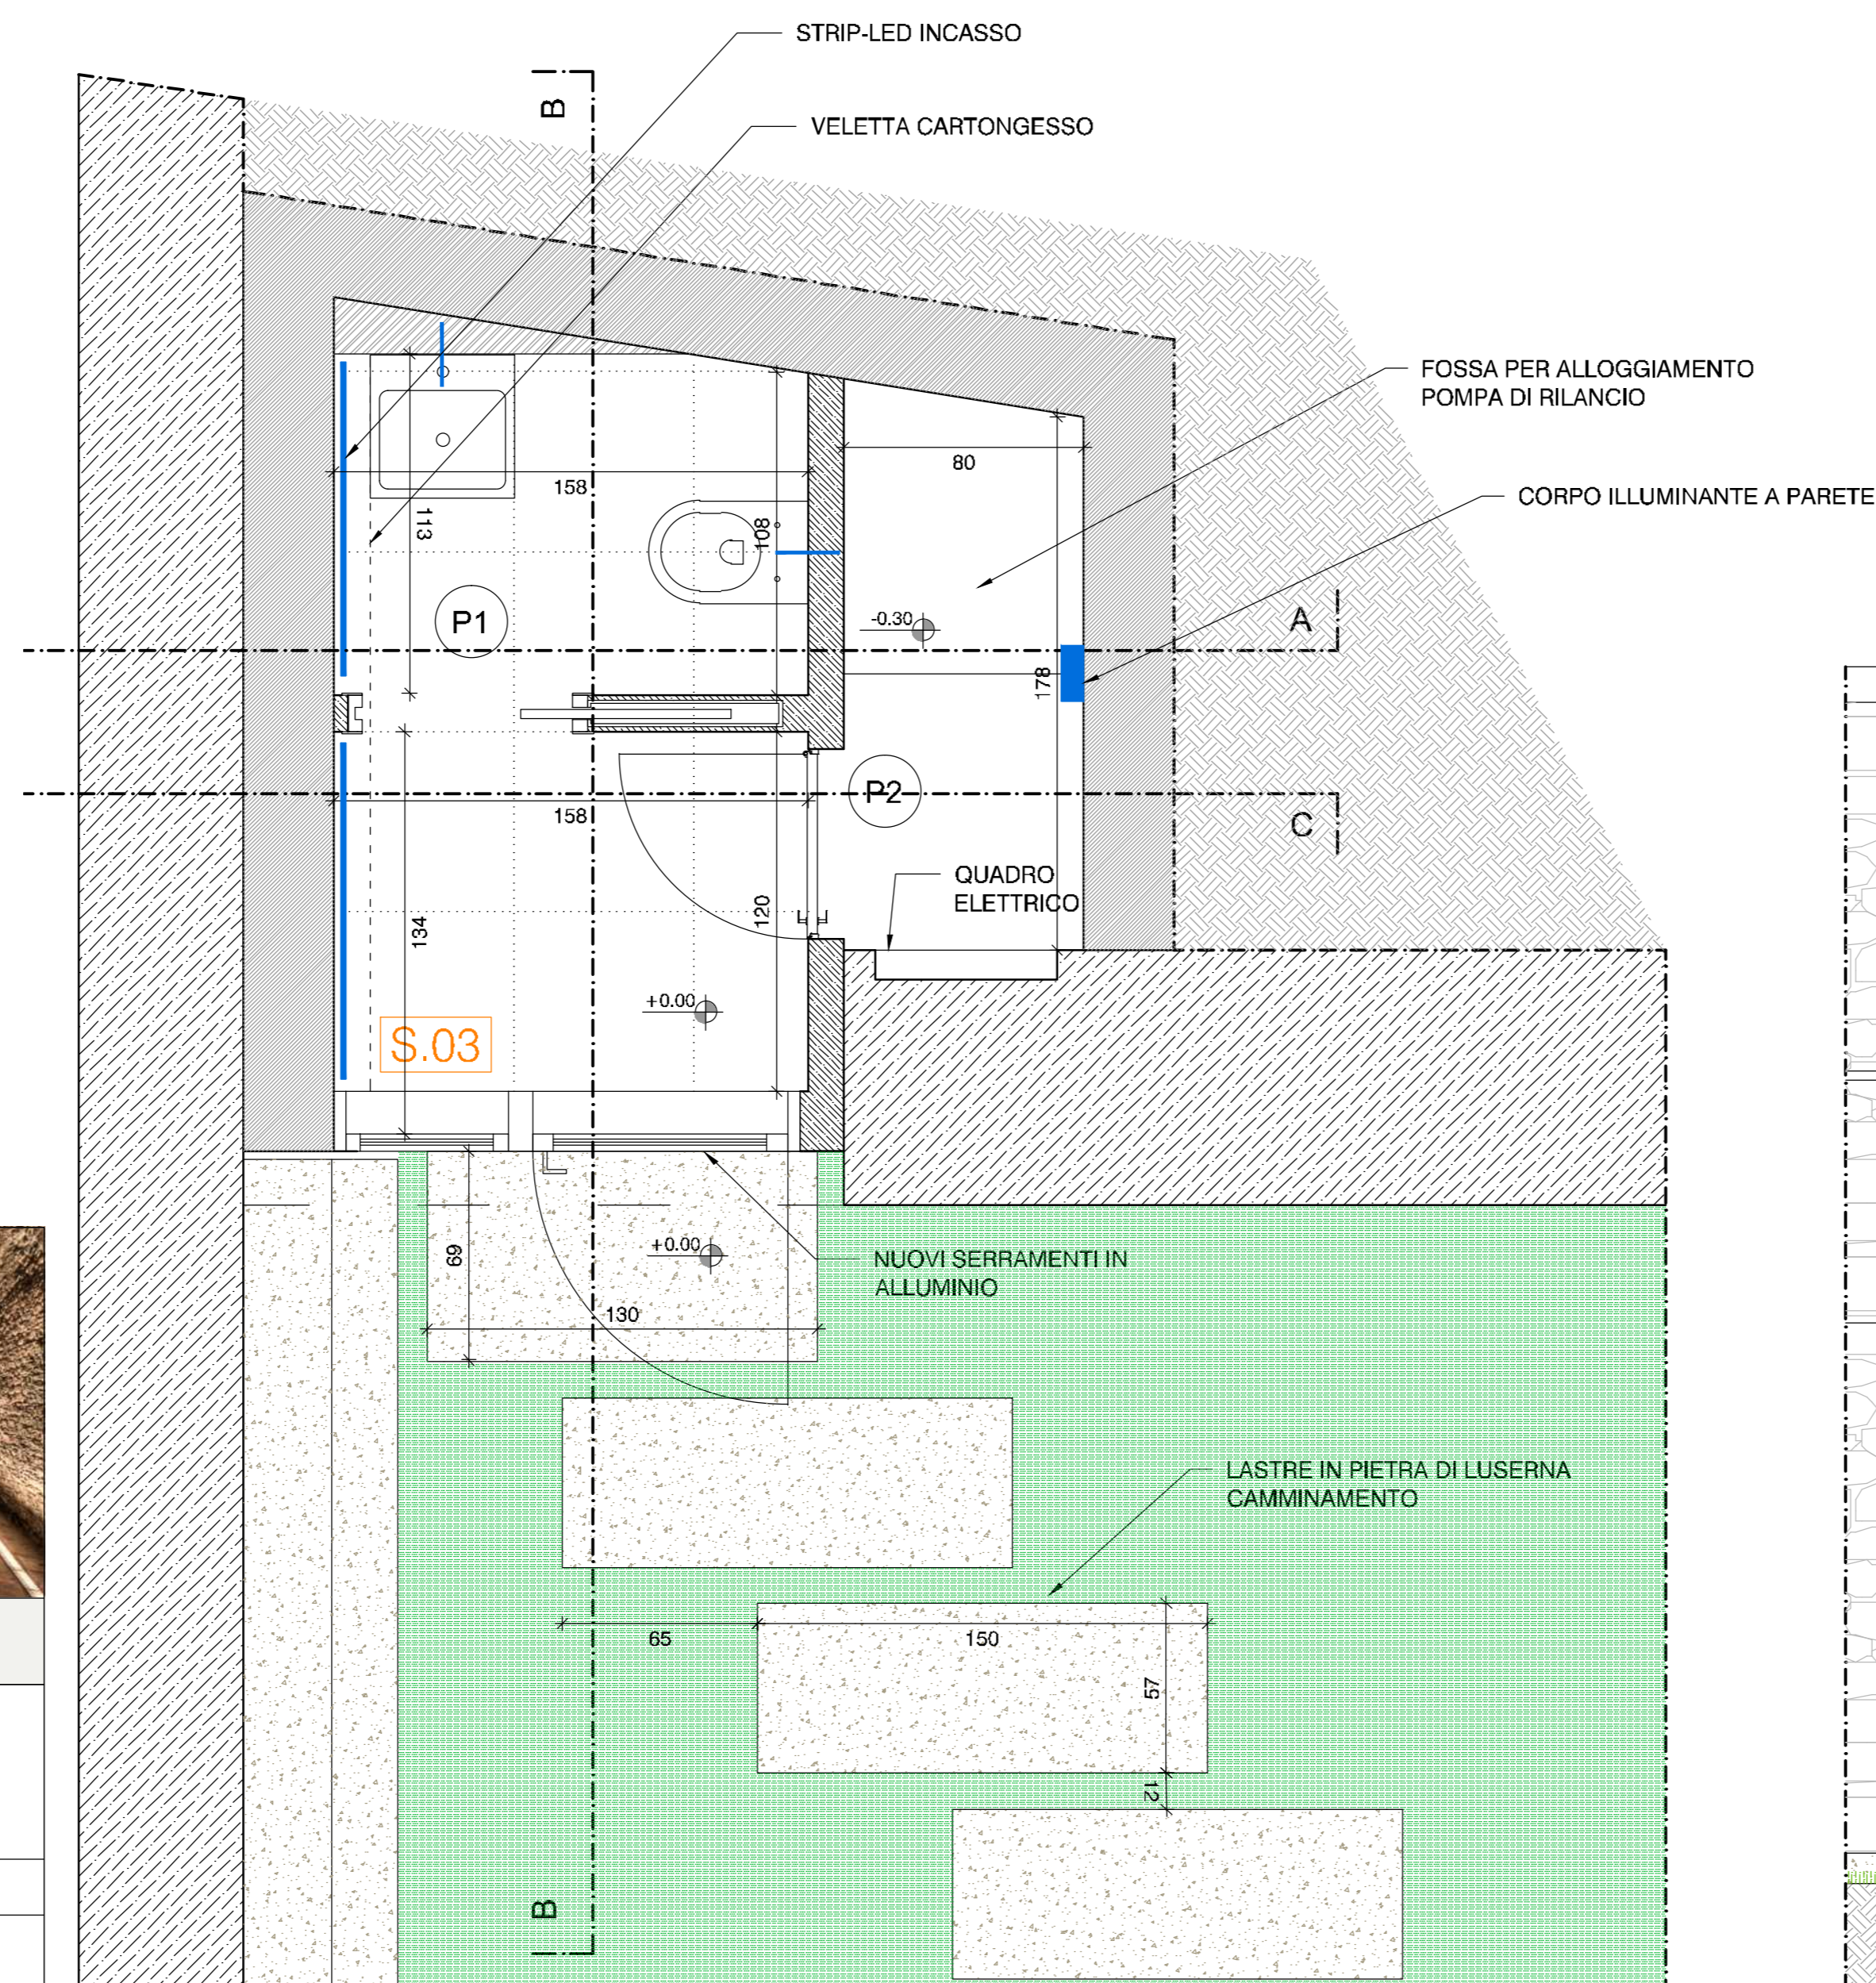 STRIP-LED INCASSO
B
VELETTA CARTONGESSO
FOSSA PER ALLOGGIAMENTO
POMPA DI RILANCIO
80
158
CORPO ILLUMINANTE A PARETE
113
108
P1
-0.30
A
178
P2
158
C
QUADRO
ELETTRICO
120
134
+0.00
S.03
+0.00
69
NUOVI SERRAMENTI IN
ALLUMINIO
130
LASTRE IN PIETRA DI LUSERNA
CAMMINAMENTO
65
150
57
12
B